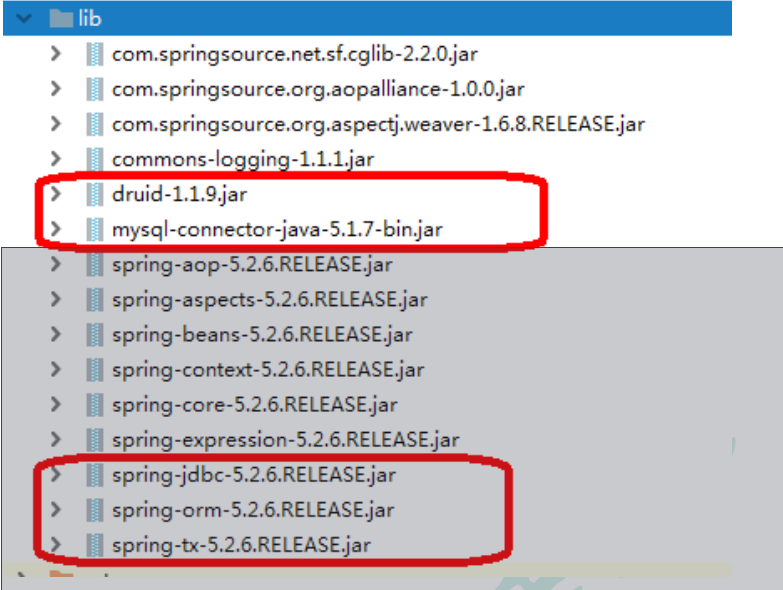 lib
com.springsource.net.sf.cglib-2.2.0.jar
com.springsource.org.aopalliance-1.0.0.jar
com.springsource.org.aspectj.weaver-1.6.8.RELEASE.jar
commons-logging-1.1.1.jar
druid-1.1.9.jar
mysql-connector-java-5.1.7-bin.jar
spring-aop-5.2.6.RELEASE.jar
spring-aspects-5.2.6.RELEASE.jar
spring-beans-5.2.6.RELEASE.jar
spring-context-5.2.6.RELEASE.jar
spring-core-5.2.6.RELEASE.jar
spring-expression-5.2.6.RELEASE.jar
spring-jdbc-5.2.6.RELEASE.jar
spring-orm-5.2.6.RELEASE.jar
spring-tx-5.2.6.RELEASE.jar